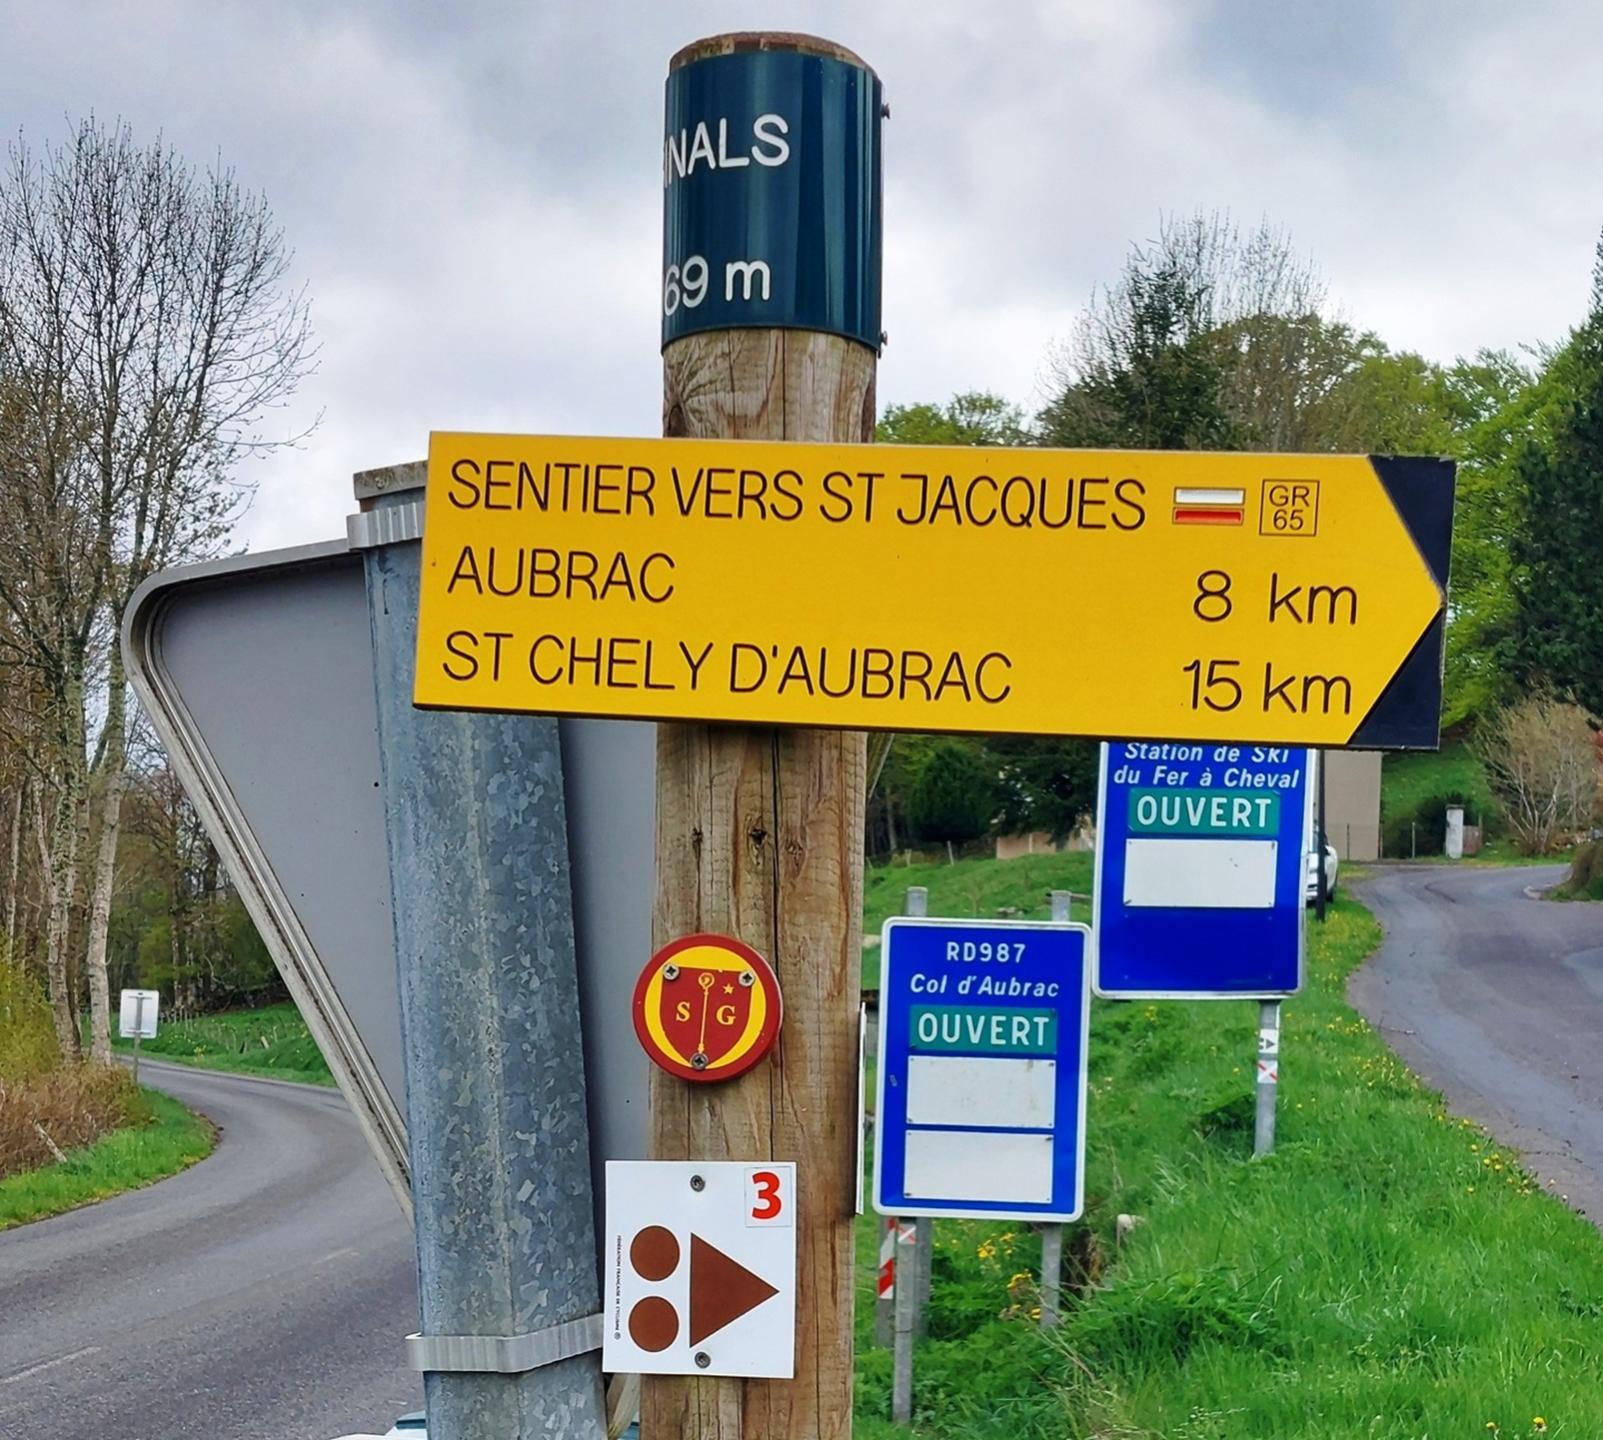 NALS
69 m
SENTIER VERS ST JACQUES GR 65
AUBRAC 8 km
ST CHELY D'AUBRAC 15 km
Station de Ski
du Fer à Cheval
OUVERT
RD987
Col d'Aubrac
OUVERT
S G
3